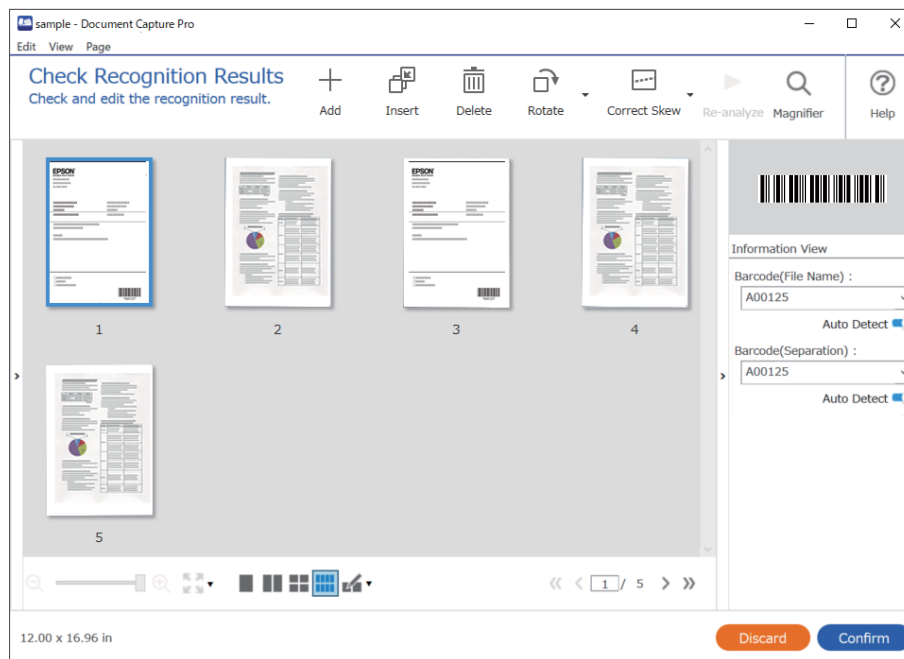 sample - Document Capture Pro
Edit View Page
Check Recognition Results
Check and edit the recognition result.
Add
Insert
Delete
Rotate
Correct Skew
Re-analyze
Magnifier
Help
EPSON
EPSON
1
2
3
4
5
Information View
Barcode(File Name) :
A00125
Auto Detect
Barcode(Separation) :
A00125
Auto Detect
1 / 5
12.00 x 16.96 in
Discard
Confirm